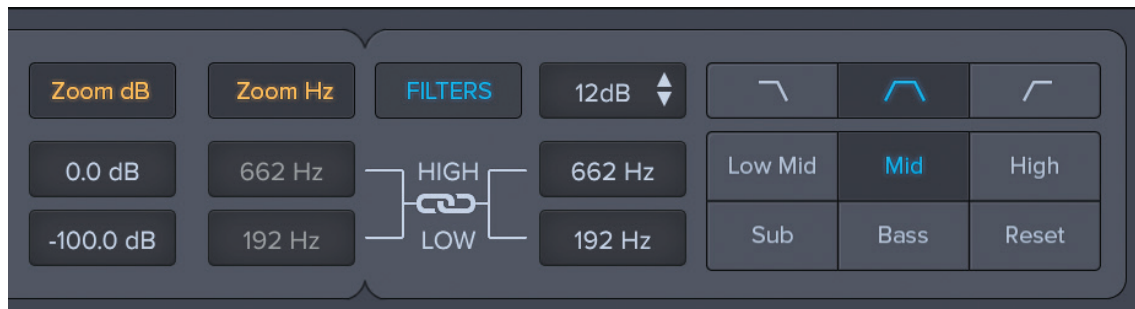 Zoom dB Zoom Hz FILTERS 12dB
0.0 dB 662 Hz HIGH 662 Hz Low Mid Mid High
-100.0 dB 192 Hz LOW 192 Hz Sub Bass Reset